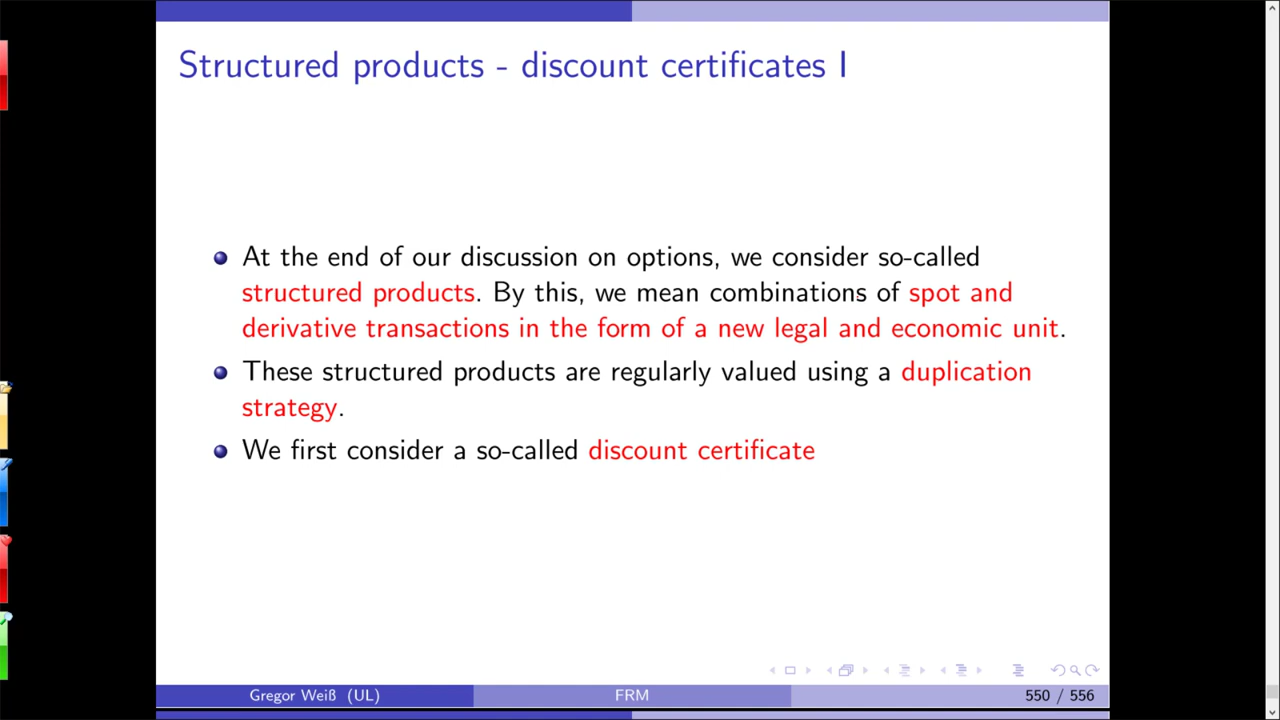 Structured products - discount certificates I
At the end of our discussion on options, we consider so-called
structured products. By this, we mean combinations of spot and
derivative transactions in the form of a new legal and economic unit.
These structured products are regularly valued using a duplication
strategy.
We first consider a so-called discount certificate
Gregor Weiß (UL) FRM 550 / 556